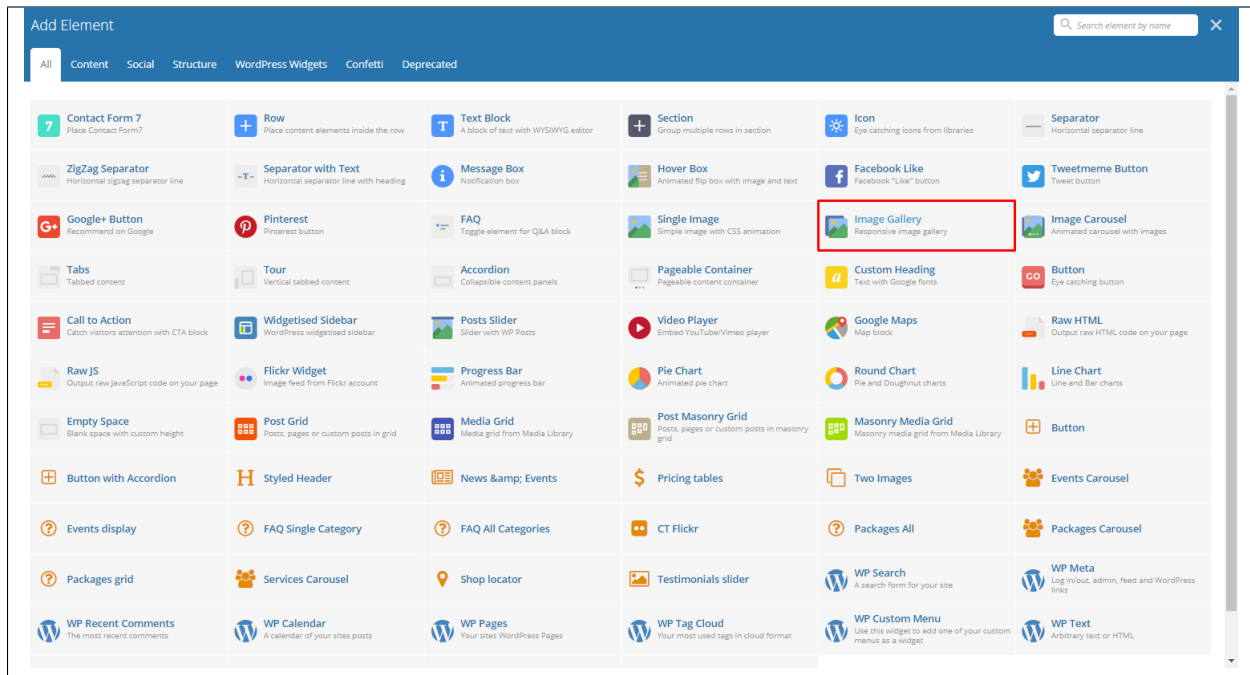 Add Element
Search element by name
All Content Social Structure WordPress Widgets Confetti Deprecated
7 Contact Form 7
Place Contact Form7
Row
Place content elements inside the row
T Text Block
A block of text with WYSIWYG editor
Section
Group multiple rows in section
Icon
Eye catching icons from libraries
Separator
Horizontal separator line
ZigZag Separator
Horizontal zigzag separator line
-T- Separator with Text
Horizontal separator line with heading
i Message Box
Notification box
Hover Box
Animated flip box with image and text
f Facebook Like
Facebook "Like" button
Tweetmeme Button
Tweet button
G+ Google+ Button
Recommend on Google
Pinterest
Pinterest button
FAQ
Toggle element for Q&A block
Single Image
Simple image with CSS animation
Image Gallery
Responsive image gallery
Image Carousel
Animated carousel with images
Tabs
Tabbed content
Tour
Vertical tabbed content
Accordion
Collapsible content panels
Pageable Container
Pageable content container
a Custom Heading
Text with Google fonts
GO Button
Eye catching button
Call to Action
Catch visitors attention with CTA block
Widgetised Sidebar
WordPress widgetised sidebar
Posts Slider
Slider with WP Posts
Video Player
Embed YouTube/Vimeo player
Google Maps
Map block
Raw HTML
Output raw HTML code on your page
Raw JS
Output raw JavaScript code on your page
Flickr Widget
Image feed from Flickr account
Progress Bar
Animated progress bar
Pie Chart
Animated pie chart
Round Chart
Pie and Doughnut charts
Line Chart
Line and Bar charts
Empty Space
Blank space with custom height
Post Grid
Posts, pages or custom posts in grid
Media Grid
Media grid from Media Library
Post Masonry Grid
Posts, pages or custom posts in masonry
grid
Masonry Media Grid
Masonry media grid from Media Library
Button
Button with Accordion
H Styled Header
News &amp; Events
$ Pricing tables
Two Images
Events Carousel
? Events display
? FAQ Single Category
? FAQ All Categories
CT Flickr
? Packages All
Packages Carousel
? Packages grid
Services Carousel
Shop locator
Testimonials slider
WP Search
A search form for your site
WP Meta
Log in/out, admin, feed and WordPress
links
WP Recent Comments
The most recent comments
WP Calendar
A calendar of your sites posts
WP Pages
Your sites WordPress Pages
WP Tag Cloud
Your most used tags in cloud format
WP Custom Menu
Use this widget to add one of your custom
menus as a widget
WP Text
Arbitrary text or HTML